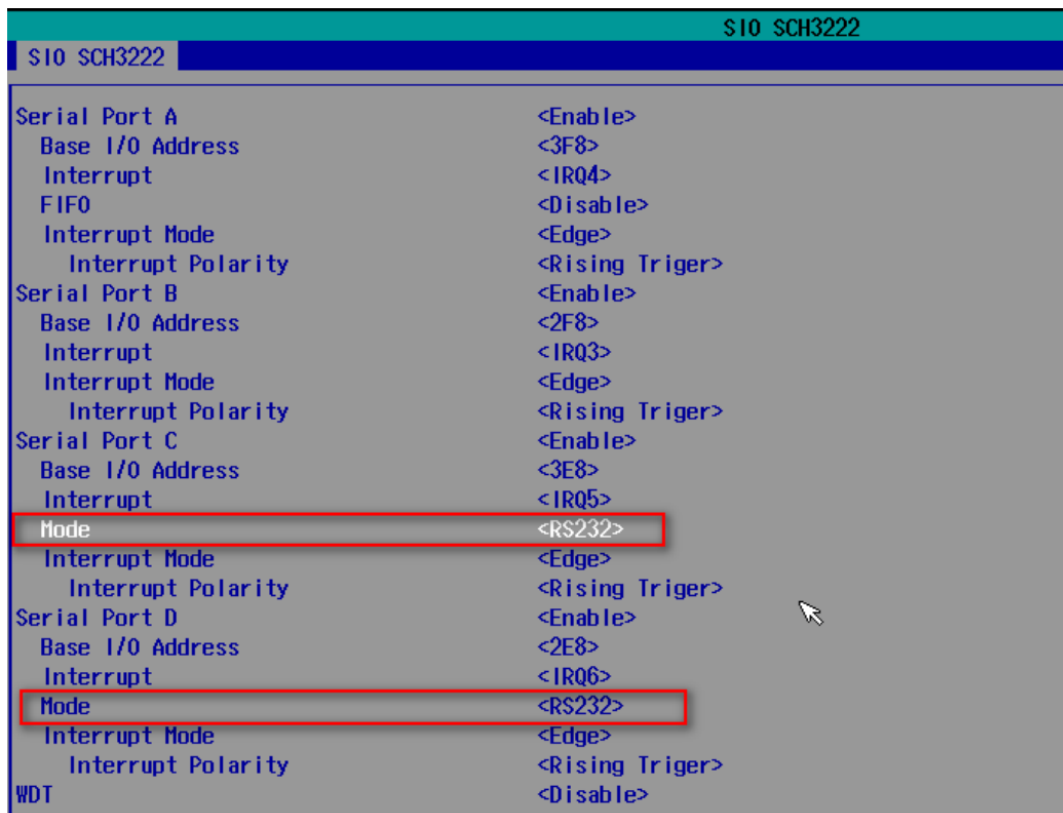 SIO SCH3222
SIO SCH3222
Serial Port A <Enable>
Base I/O Address <3F8>
Interrupt <IRQ4>
FIFO <Disable>
Interrupt Mode <Edge>
Interrupt Polarity <Rising Triger>
Serial Port B <Enable>
Base I/O Address <2F8>
Interrupt <IRQ3>
Interrupt Mode <Edge>
Interrupt Polarity <Rising Triger>
Serial Port C <Enable>
Base I/O Address <3E8>
Interrupt <IRQ5>
Mode <RS232>
Interrupt Mode <Edge>
Interrupt Polarity <Rising Triger>
Serial Port D <Enable>
Base I/O Address <2E8>
Interrupt <IRQ6>
Mode <RS232>
Interrupt Mode <Edge>
Interrupt Polarity <Rising Triger>
WDT <Disable>